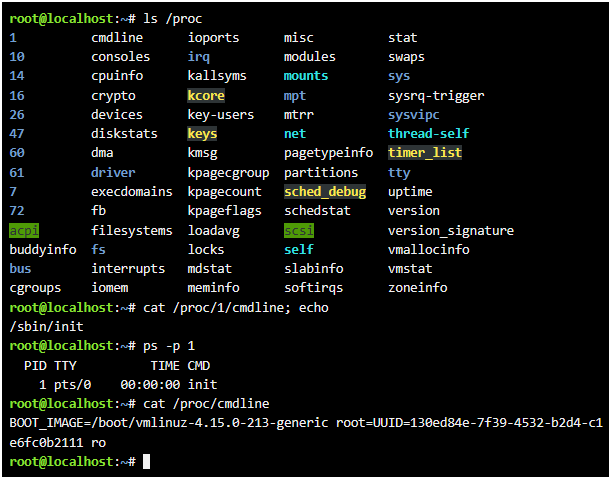 root@localhost:~# ls /proc
1          cmdline      ioports      misc          stat
10         consoles     irq          modules       swaps
14         cpuinfo      kallsyms     mounts        sys
16         crypto       kcore        mpt           sysrq-trigger
26         devices      key-users    mtrr          sysvipc
47         diskstats    keys         net           thread-self
60         dma          kmsg         pagetypeinfo  timer_list
61         driver       kpagecgroup  partitions    tty
7          execdomains  kpagecount   sched_debug   uptime
72         fb           kpageflags   schedstat     version
acpi       filesystems  loadavg      scsi          version_signature
buddyinfo  fs           locks        self          vmallocinfo
bus        interrupts   mdstat       slabinfo      vmstat
cgroups    iomem        meminfo      softirqs      zoneinfo
root@localhost:~# cat /proc/1/cmdline; echo
/sbin/init
root@localhost:~# ps -p 1
  PID TTY          TIME CMD
    1 pts/0    00:00:00 init
root@localhost:~# cat /proc/cmdline
BOOT_IMAGE=/boot/vmlinuz-4.15.0-213-generic root=UUID=130ed84e-7f39-4532-b2d4-c1
e6fc0b2111 ro
root@localhost:~#